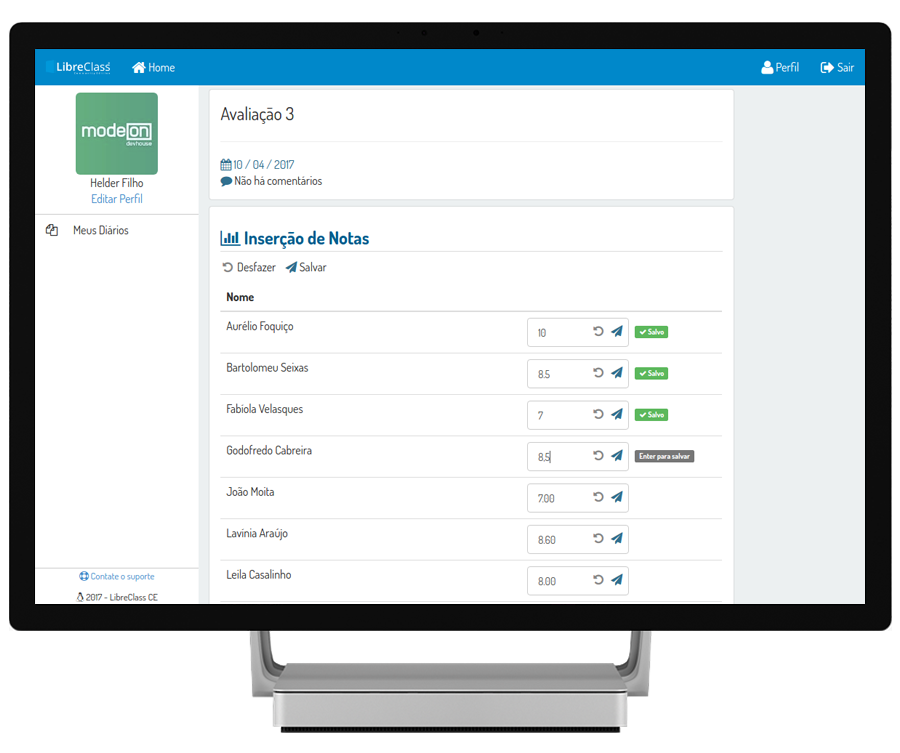 LibreClass
Home
Perfil
Sair
modeon
devhouse
Helder Filho
Editar Perfil
Meus Diários
Contate o suporte
2017 - LibreClass CE
Avaliação 3
10 / 04 / 2017
Não há comentários
Inserção de Notas
Desfazer Salvar
Nome
Aurélio Foquiço 10 Salvo
Bartolomeu Seixas 8.5 Salvo
Fabiola Velasques 7 Salvo
Godofredo Cabreira 8,5 Enter para salvar
João Moita 7.00
Lavinia Araújo 8.60
Leila Casalinho 8.00